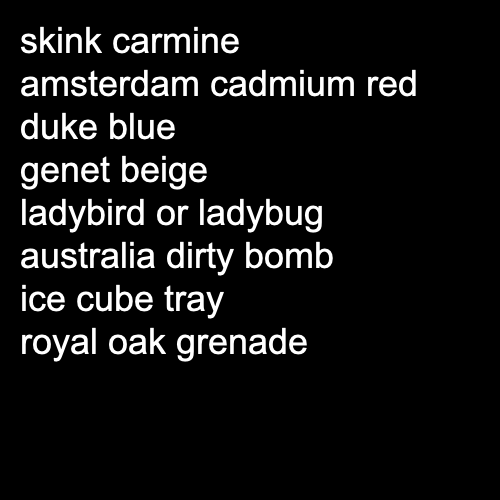 skink carmine
amsterdam cadmium red
duke blue
genet beige
ladybird or ladybug
australia dirty bomb
ice cube tray
royal oak grenade